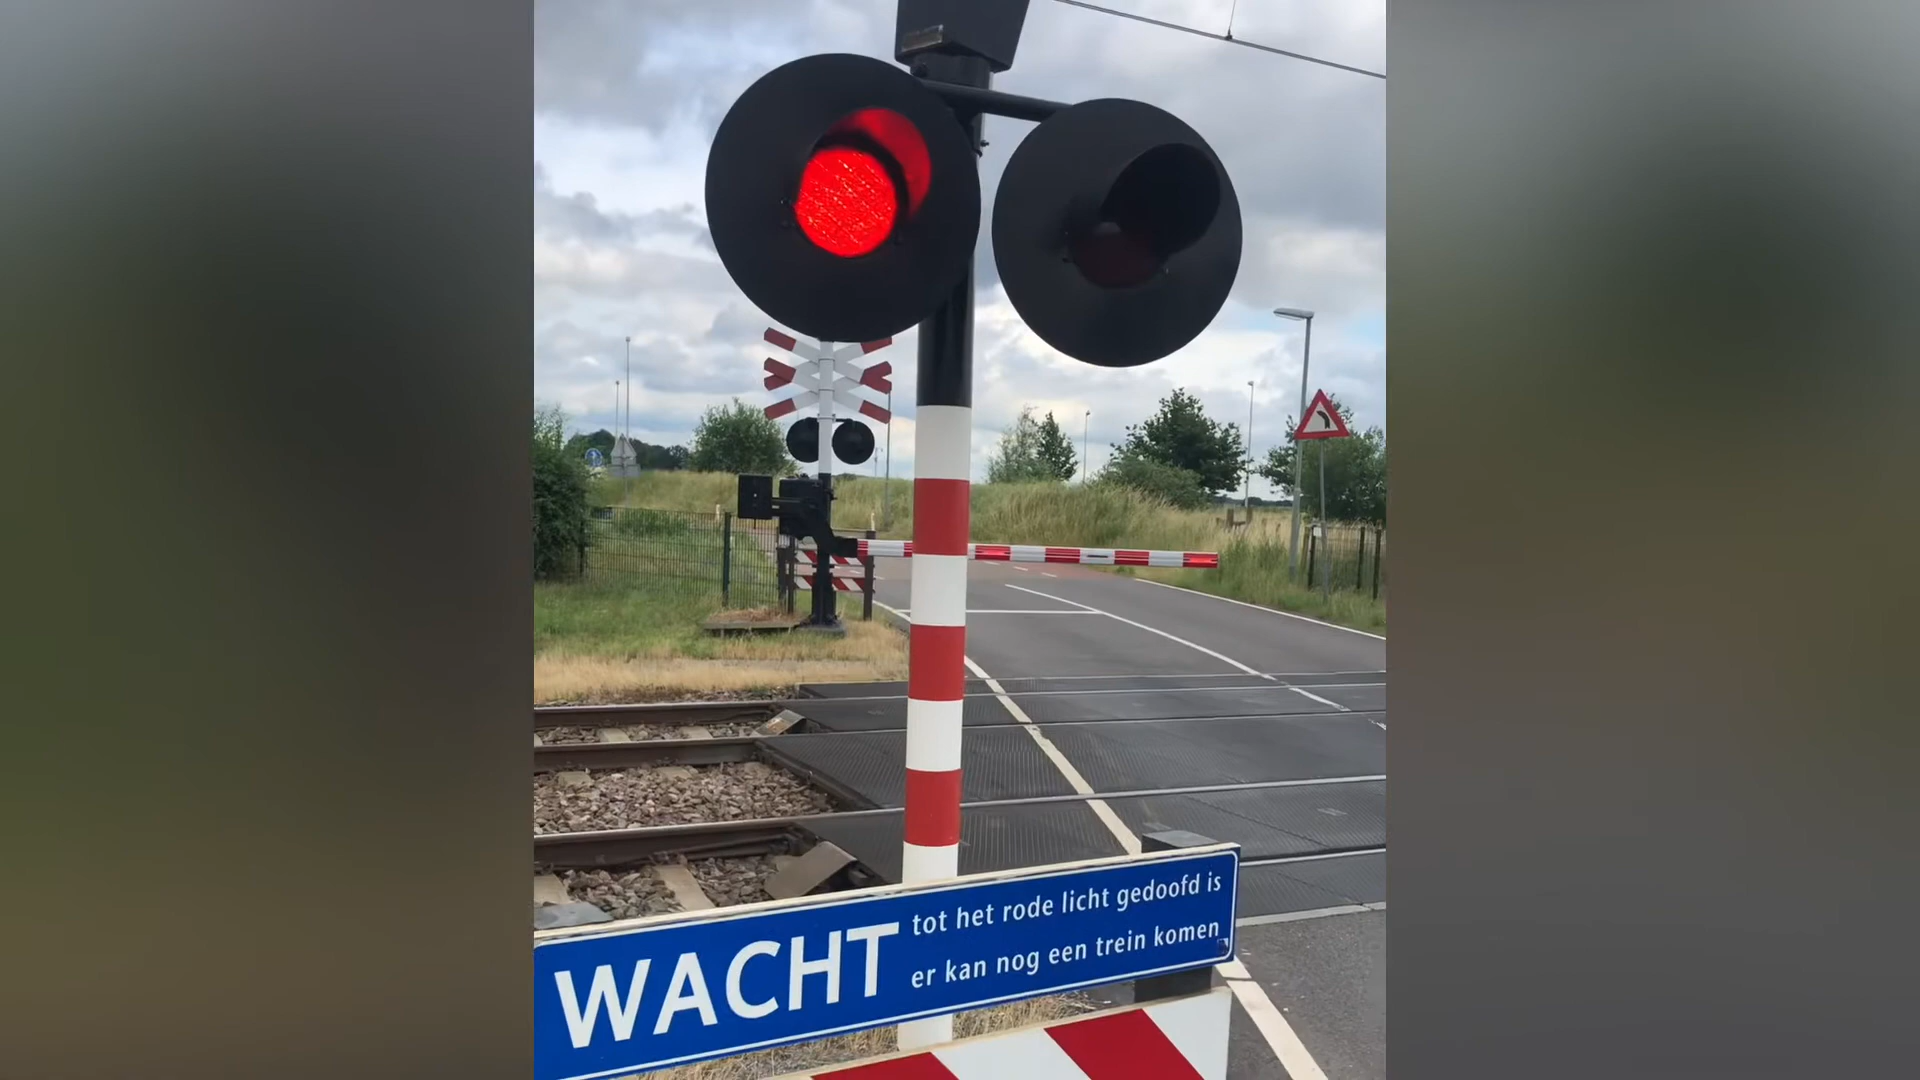 WACHT
tot het rode licht gedoofd is
er kan nog een trein komen